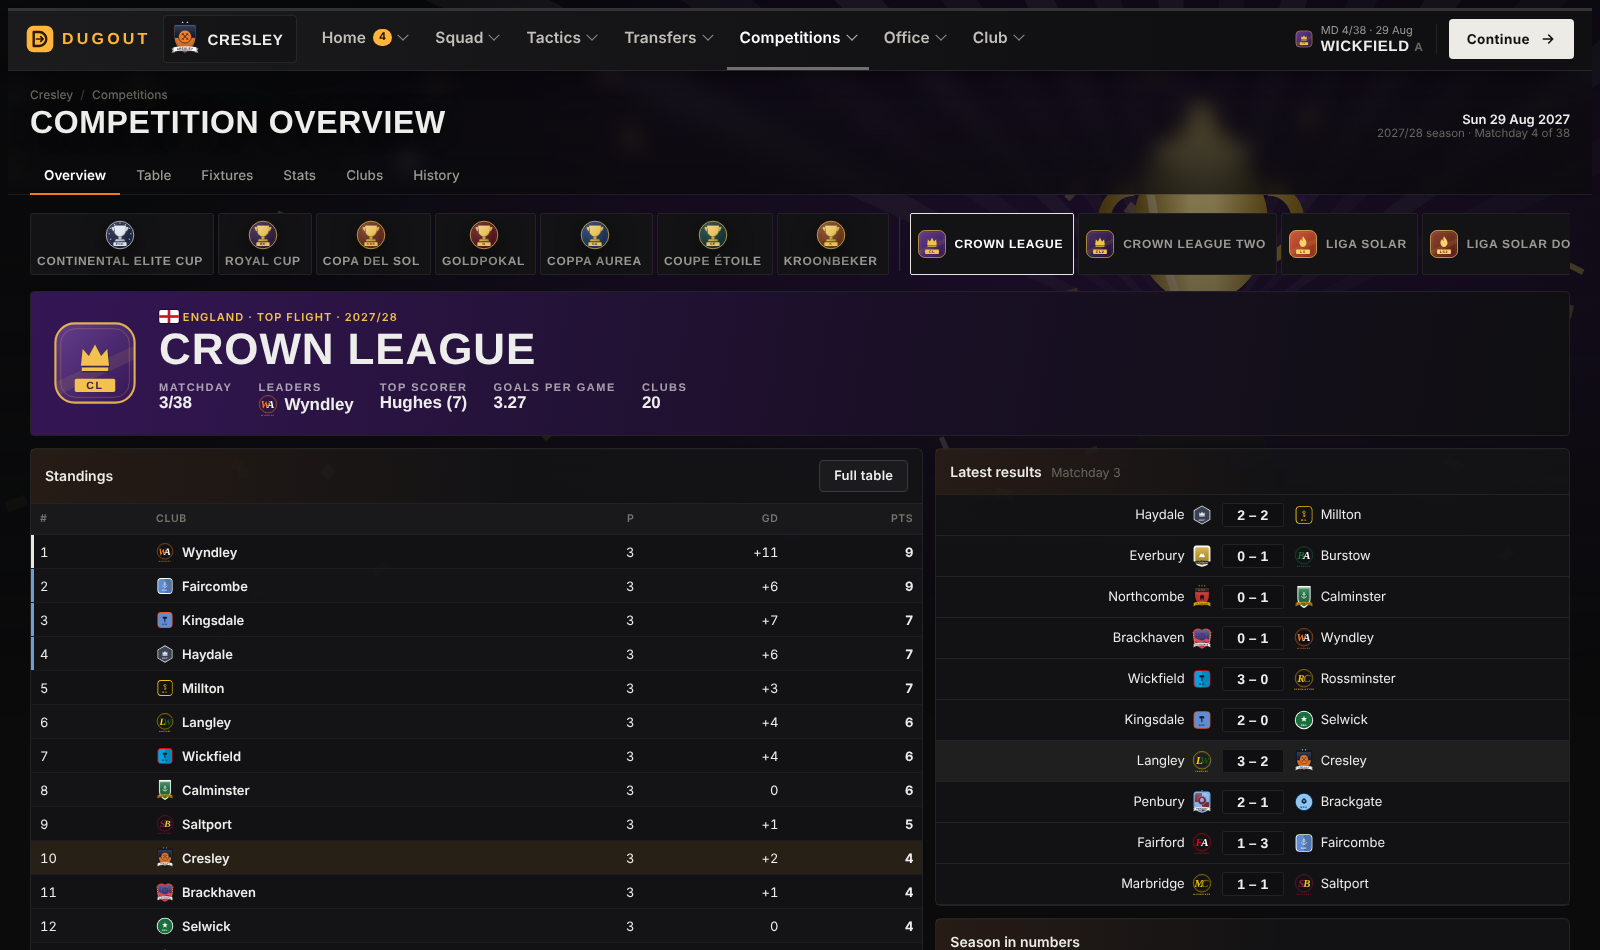 DUGOUT
CRESLEY
Home 4
Squad
Tactics
Transfers
Competitions
Office
Club
MD 4/38 · 29 Aug
WICKFIELD A
Continue →
Cresley / Competitions
COMPETITION OVERVIEW
Sun 29 Aug 2027
2027/28 season · Matchday 4 of 38
Overview
Table
Fixtures
Stats
Clubs
History
CONTINENTAL ELITE CUP
ROYAL CUP
COPA DEL SOL
GOLDPOKAL
COPPA AUREA
COUPE ÉTOILE
KROONBEKER
CROWN LEAGUE
CROWN LEAGUE TWO
LIGA SOLAR
LIGA SOLAR DO
CL
ENGLAND · TOP FLIGHT · 2027/28
CROWN LEAGUE
MATCHDAY
3/38
LEADERS
Wyndley
TOP SCORER
Hughes (7)
GOALS PER GAME
3.27
CLUBS
20
Standings
Full table
# CLUB P GD PTS
1 Wyndley 3 +11 9
2 Faircombe 3 +6 9
3 Kingsdale 3 +7 7
4 Haydale 3 +6 7
5 Millton 3 +3 7
6 Langley 3 +4 6
7 Wickfield 3 +4 6
8 Calminster 3 0 6
9 Saltport 3 +1 5
10 Cresley 3 +2 4
11 Brackhaven 3 +1 4
12 Selwick 3 0 4
Latest results Matchday 3
Haydale 2 – 2 Millton
Everbury 0 – 1 Burstow
Northcombe 0 – 1 Calminster
Brackhaven 0 – 1 Wyndley
Wickfield 3 – 0 Rossminster
Kingsdale 2 – 0 Selwick
Langley 3 – 2 Cresley
Penbury 2 – 1 Brackgate
Fairford 1 – 3 Faircombe
Marbridge 1 – 1 Saltport
Season in numbers